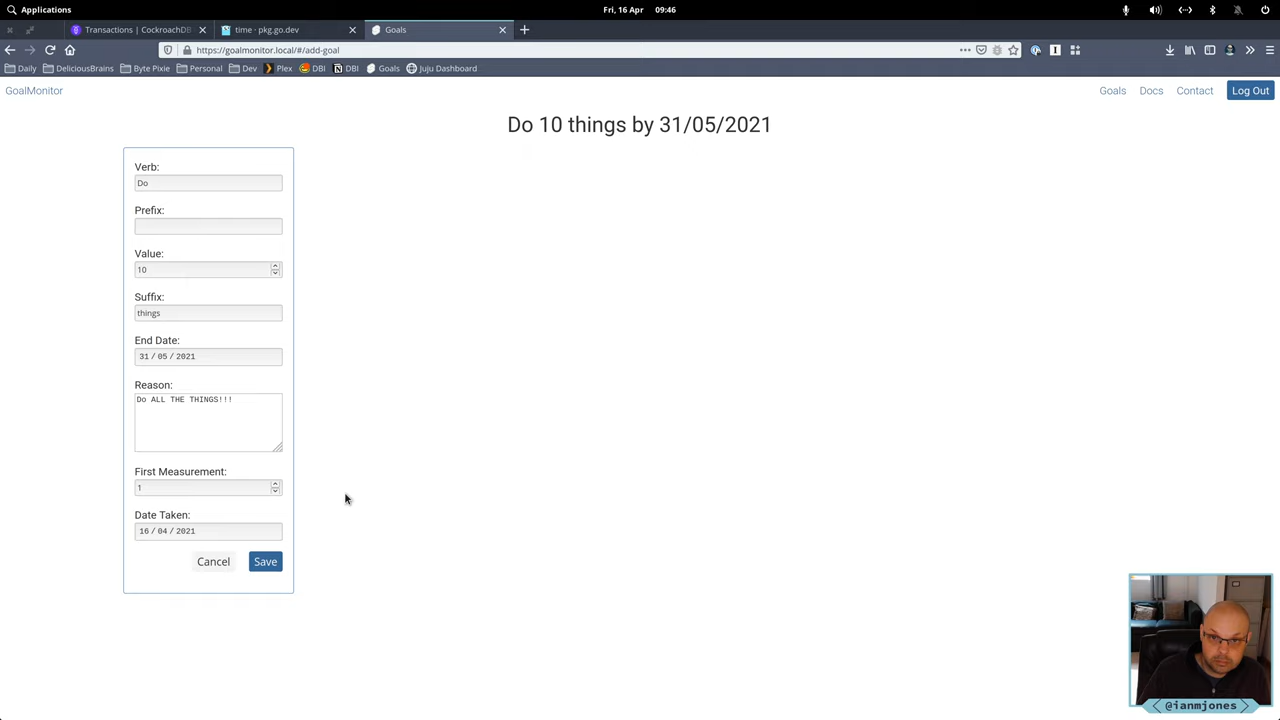 Applications
Fri, 16 Apr 09:46
Transactions | CockroachDB
time · pkg.go.dev
Goals
https://goalmonitor.local/#/add-goal
Daily
DeliciousBrains
Byte Pixie
Personal
Dev
Plex
DBI
DBI
Goals
Juju Dashboard
GoalMonitor
Goals
Docs
Contact
Log Out
Do 10 things by 31/05/2021
Verb:
Do
Prefix:
Value:
10
Suffix:
things
End Date:
31 / 05 / 2021
Reason:
Do ALL THE THINGS!!!
First Measurement:
1
Date Taken:
16 / 04 / 2021
Cancel
Save
@ianmjones